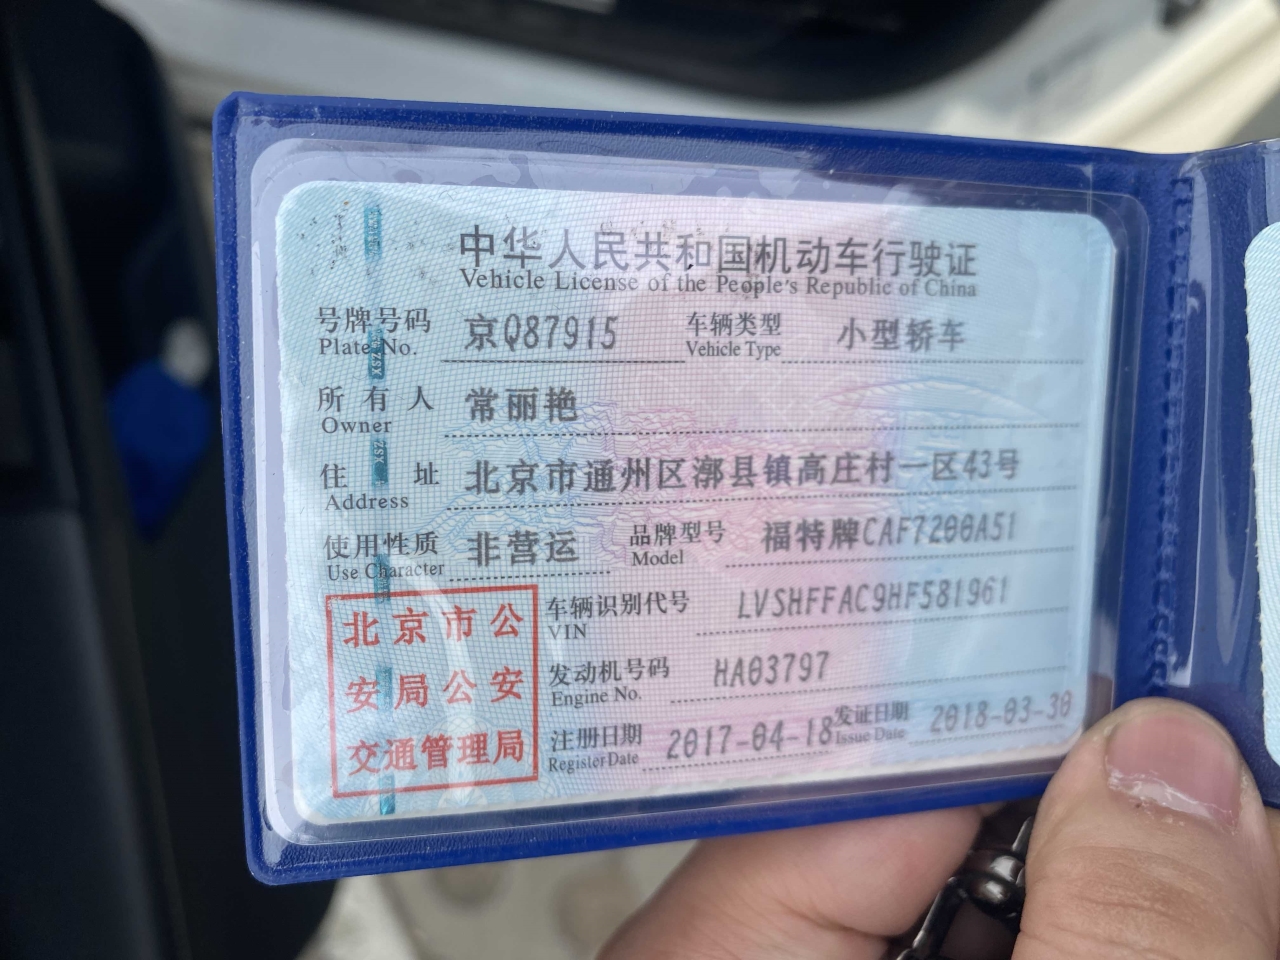 中华人民共和国机动车行驶证
Vehicle License of the People's Republic of China
号牌号码 京Q87915 车辆类型 小型轿车
Plate No. Vehicle Type
所有人 常丽艳
Owner
住址 北京市通州区漷县镇高庄村一区43号
Address
使用性质 非营运 品牌型号 福特牌CAF7200A51
Use Character Model
车辆识别代号 LVSHFFAC9HF581961
VIN
发动机号码 HA03797
Engine No.
注册日期 2017-04-18 发证日期 2018-03-30
Register Date Issue Date
北京市公
安局公安
交通管理局